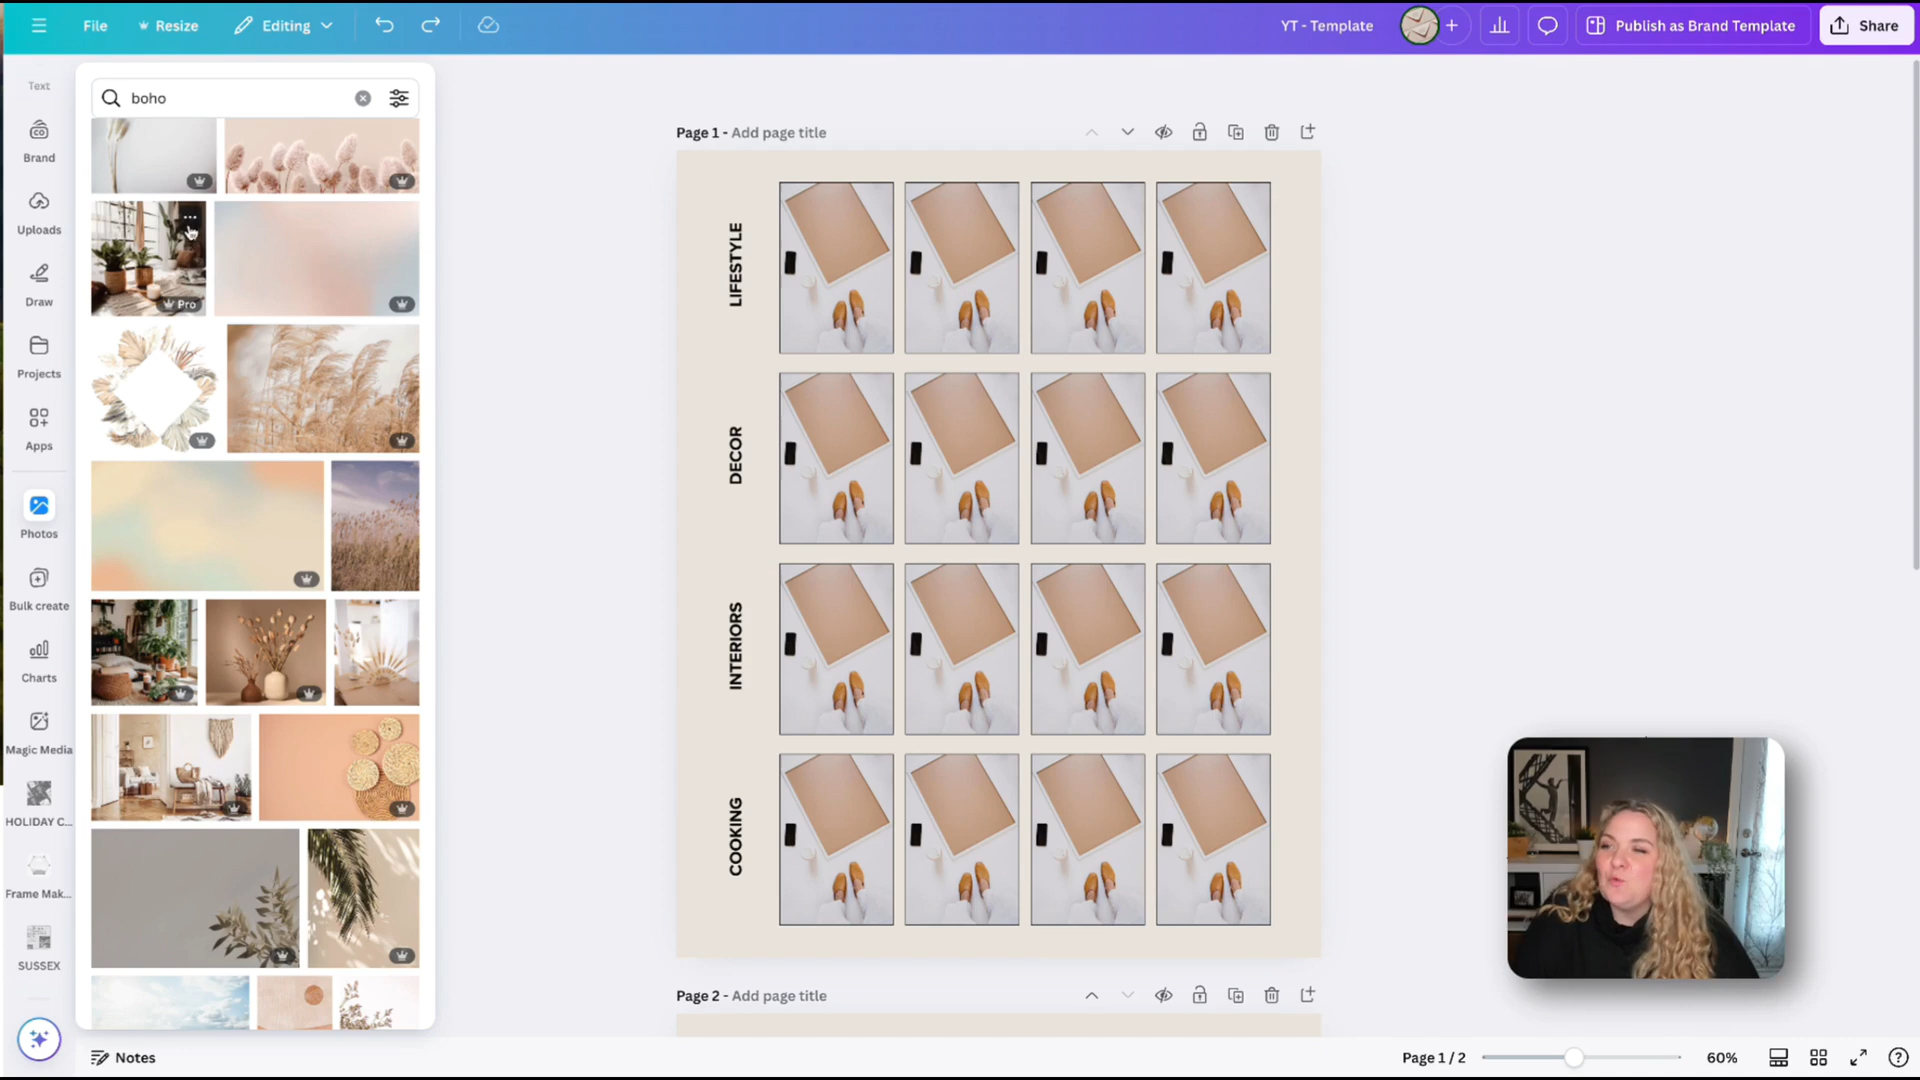 File
Resize
Editing
YT - Template
Publish as Brand Template
Share
Text
Brand
Uploads
Draw
Projects
Apps
Photos
Bulk create
Charts
Magic Media
HOLIDAY C...
Frame Mak...
SUSSEX
boho
Pro
Page 1 - Add page title
LIFESTYLE
DECOR
INTERIORS
COOKING
Page 2 - Add page title
Notes
Page 1 / 2
60%